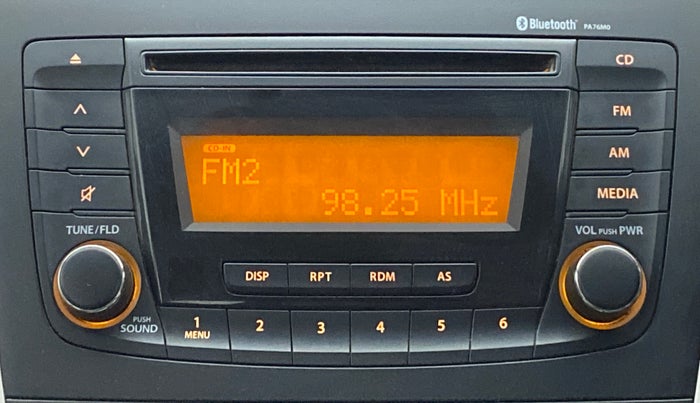 Bluetooth PA76M0
CD
FM
AM
MEDIA
CD-IN
FM2
98.25 MHz
TUNE/FLD
VOL PUSH PWR
DISP RPT RDM AS
PUSH
SOUND
1 2 3 4 5 6
MENU